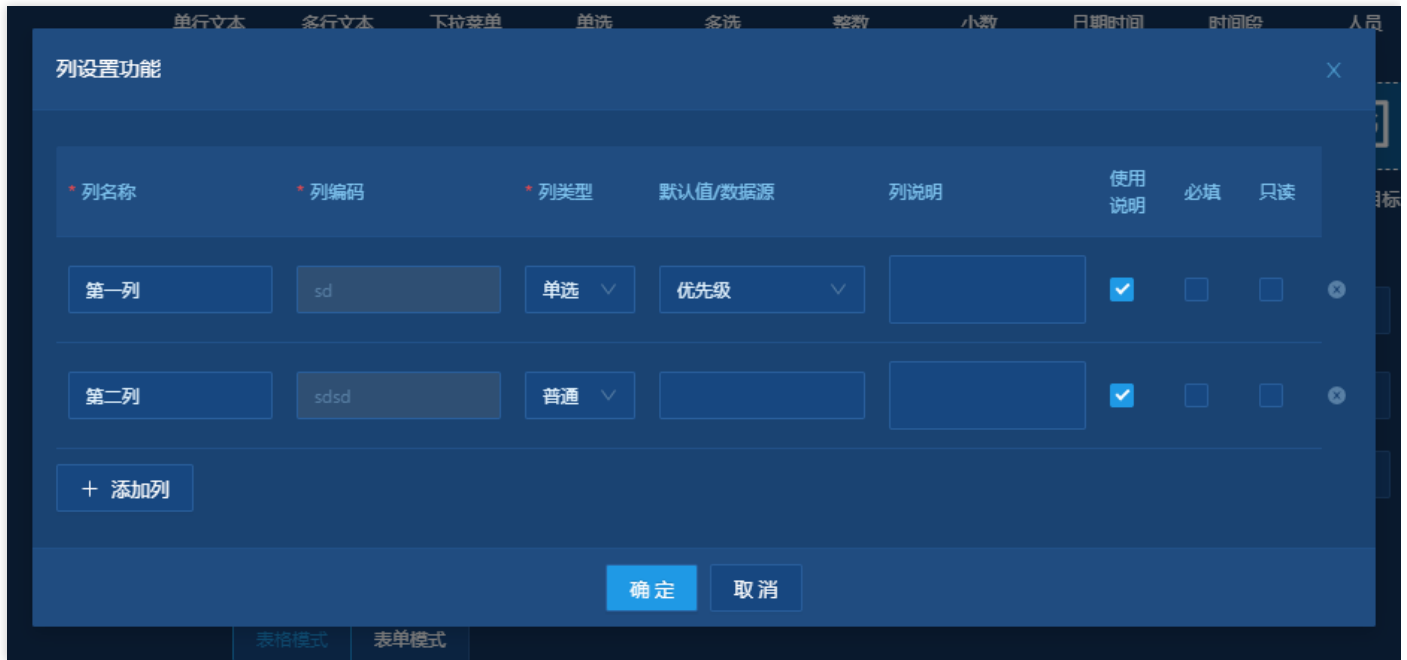 单行文本 多行文本 下拉菜单 单选 多选 整数 小数 日期时间 时间段 人员
列设置功能
* 列名称 * 列编码 * 列类型 默认值/数据源 列说明 使用说明 必填 只读
第一列 sd 单选 优先级
第二列 sdsd 普通
+ 添加列
确定 取消
表格模式 表单模式